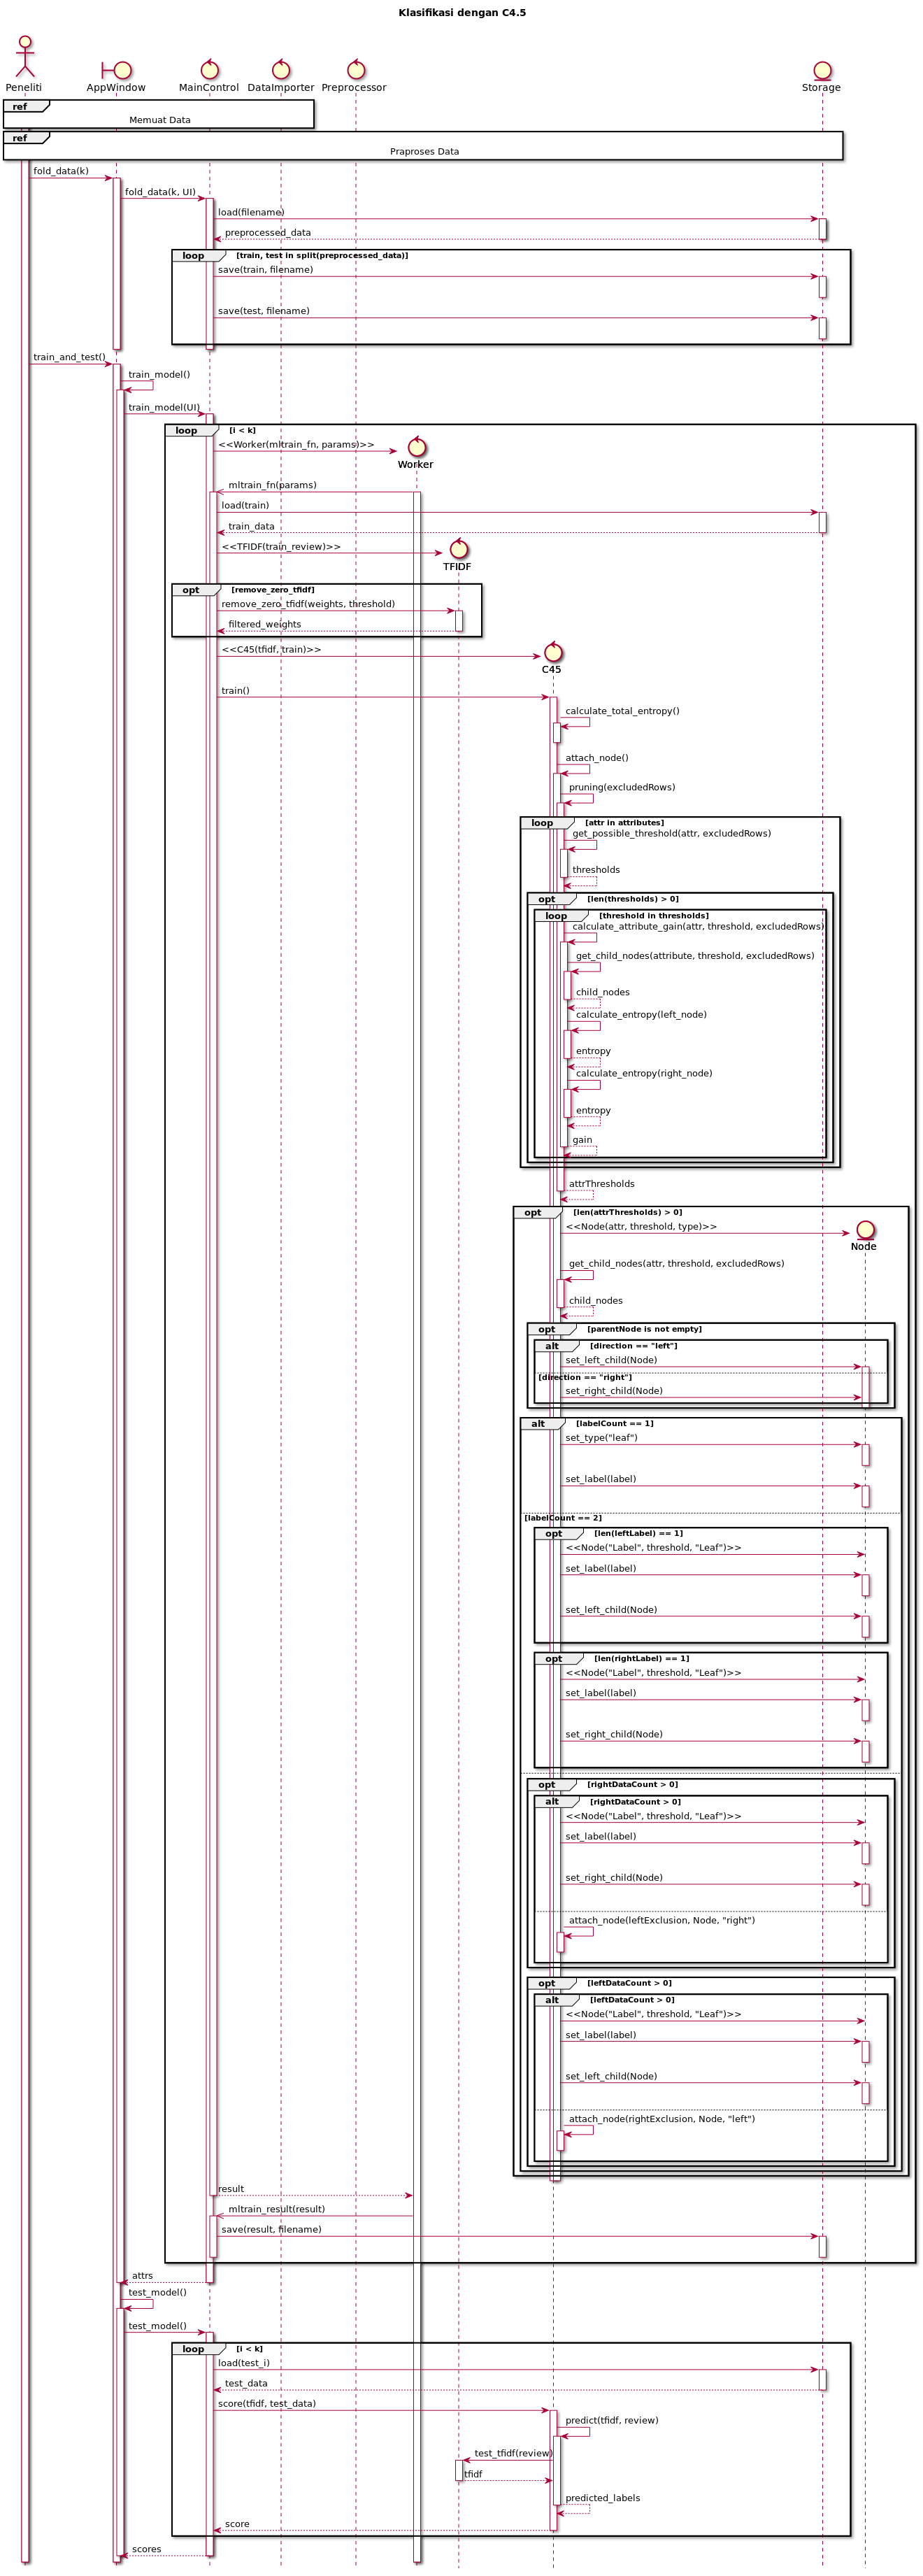 Klasifikasi dengan C4.5
Peneliti
AppWindow
MainControl
DataImporter
Preprocessor
Storage
ref
Memuat Data
ref
Praproses Data
fold_data(k)
fold_data(k, UI)
load(filename)
preprocessed_data
loop [train, test in split(preprocessed_data)]
save(train, filename)
save(test, filename)
train_and_test()
train_model()
train_model(UI)
loop [i < k]
<<Worker(mltrain_fn, params)>>
Worker
mltrain_fn(params)
load(train)
train_data
<<TFIDF(train_review)>>
TFIDF
opt [remove_zero_tfidf]
remove_zero_tfidf(weights, threshold)
filtered_weights
<<C45(tfidf, train)>>
C45
train()
calculate_total_entropy()
attach_node()
pruning(excludedRows)
loop [attr in attributes]
get_possible_threshold(attr, excludedRows)
thresholds
opt [len(thresholds) > 0]
loop [threshold in thresholds]
calculate_attribute_gain(attr, threshold, excludedRows)
get_child_nodes(attribute, threshold, excludedRows)
child_nodes
calculate_entropy(left_node)
entropy
calculate_entropy(right_node)
entropy
gain
attrThresholds
opt [len(attrThresholds) > 0]
<<Node(attr, threshold, type)>>
Node
get_child_nodes(attr, threshold, excludedRows)
child_nodes
opt [parentNode is not empty]
alt [direction == "left"]
set_left_child(Node)
[direction == "right"]
set_right_child(Node)
alt [labelCount == 1]
set_type("leaf")
set_label(label)
[labelCount == 2]
opt [len(leftLabel) == 1]
<<Node("Label", threshold, "Leaf")>>
set_label(label)
set_left_child(Node)
opt [len(rightLabel) == 1]
<<Node("Label", threshold, "Leaf")>>
set_label(label)
set_right_child(Node)
opt [rightDataCount > 0]
alt [rightDataCount > 0]
<<Node("Label", threshold, "Leaf")>>
set_label(label)
set_right_child(Node)
attach_node(leftExclusion, Node, "right")
opt [leftDataCount > 0]
alt [leftDataCount > 0]
<<Node("Label", threshold, "Leaf")>>
set_label(label)
set_left_child(Node)
attach_node(rightExclusion, Node, "left")
result
mltrain_result(result)
save(result, filename)
attrs
test_model()
test_model()
loop [i < k]
load(test_i)
test_data
score(tfidf, test_data)
predict(tfidf, review)
test_tfidf(review)
tfidf
predicted_labels
score
scores